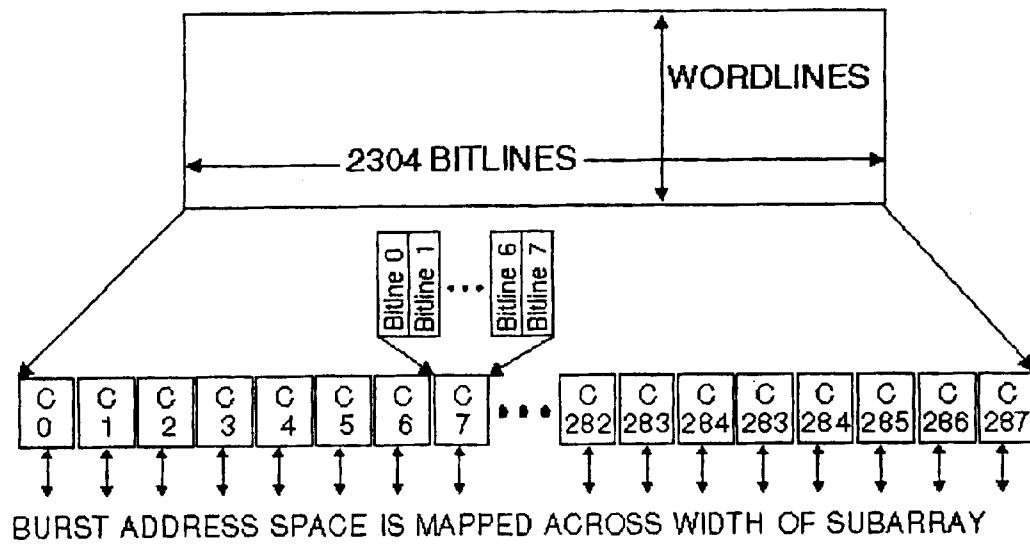 WORDLINES
2304 BITLINES
Bitline 0
Bitline 1
•••
Bitline 6
Bitline 7
C C C C C C C C C C C C C C C C
0 1 2 3 4 5 6 7 ••• 282 283 284 283 284 285 286 287
BURST ADDRESS SPACE IS MAPPED ACROSS WIDTH OF SUBARRAY